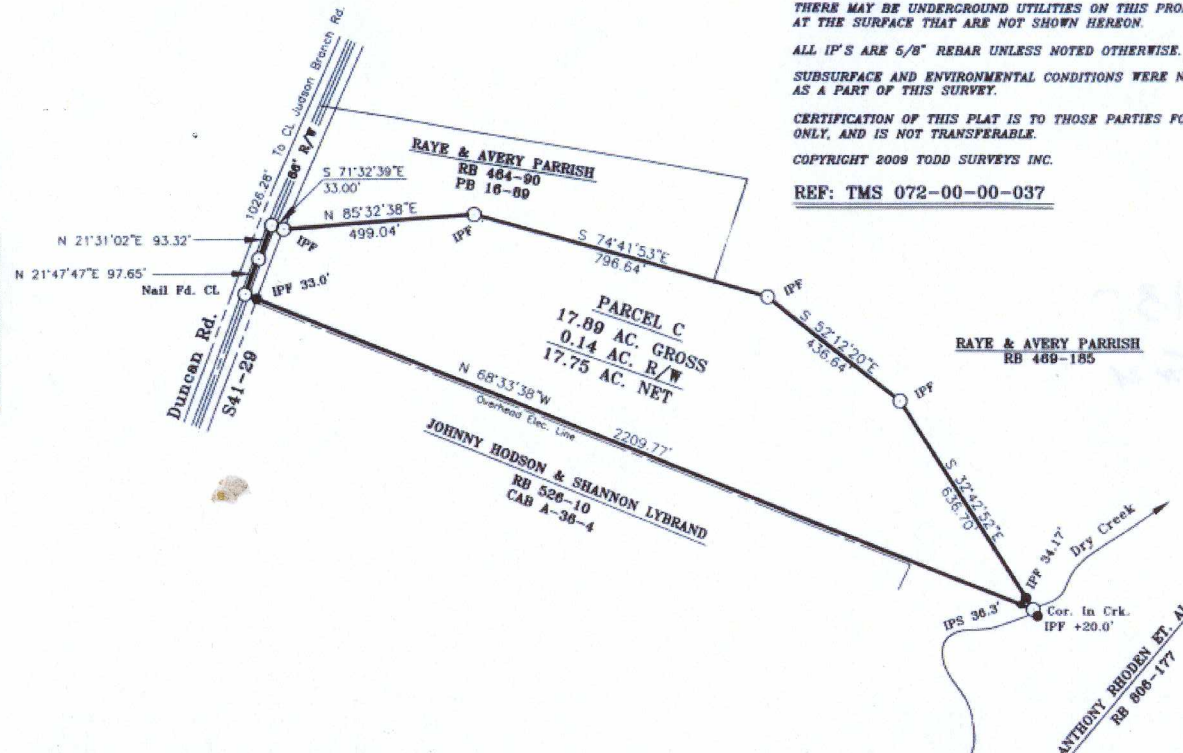 THERE MAY BE UNDERGROUND UTILITIES ON THIS
AT THE SURFACE THAT ARE NOT SHOWN HEREON.
ALL IP'S ARE 5/8" REBAR UNLESS NOTED OTHERWISE.
SUBSURFACE AND ENVIRONMENTAL CONDITIONS WERE
AS A PART OF THIS SURVEY.
CERTIFICATION OF THIS PLAT IS TO THOSE PARTIES
ONLY, AND IS NOT TRANSFERABLE.
COPYRIGHT 2009 TODD SURVEYS INC.
REF: TMS 072-00-00-037
1026.28' To CL Judson Branch Rd.
66' R/W
RAYE & AVERY PARRISH
RB 464-90
PB 16-69
S 71°32'39"E
33.00'
N 85°32'38"E
499.04'
IPF
IPF
N 21°31'02"E 93.32'
N 21°47'47"E 97.65'
Nail Fd. CL
IPF 33.0'
Duncan Rd.
S41-29
S 74°41'53"E
796.64'
IPF
PARCEL C
17.89 AC. GROSS
0.14 AC. R/W
17.75 AC. NET
S 52°12'20"E
436.64'
IPF
RAYE & AVERY PARRISH
RB 469-185
N 68°33'38"W
2209.77'
Overhead Elec. Line
JOHNNY HODSON & SHANNON LYBRAND
RB 526-10
CAB A-36-4
S 32°42'52"E
636.70'
IPF 34.17'
Dry Creek
IPS 36.3'
Cor. In Crk.
IPF +20.0'
ANTHONY RHODEN ET.
RB 806-177